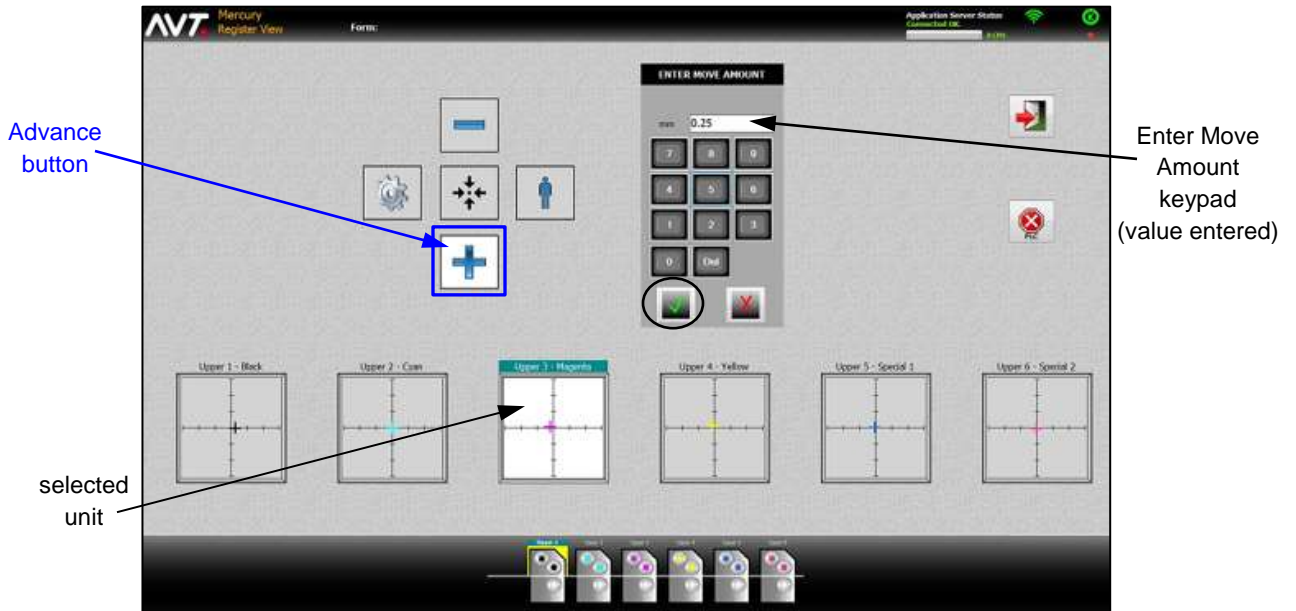 AVT
Mercury
Register View
Form:
Application Server Status
Connected OK.
ENTER MOVE AMOUNT
mm 0.25
7 8 9
4 5 6
1 2 3
0 Del
Advance
button
Enter Move
Amount
keypad
(value entered)
Upper 1 - Black
Upper 2 - Cyan
Upper 3 - Magenta
Upper 4 - Yellow
Upper 5 - Special 1
Upper 6 - Special 2
selected
unit